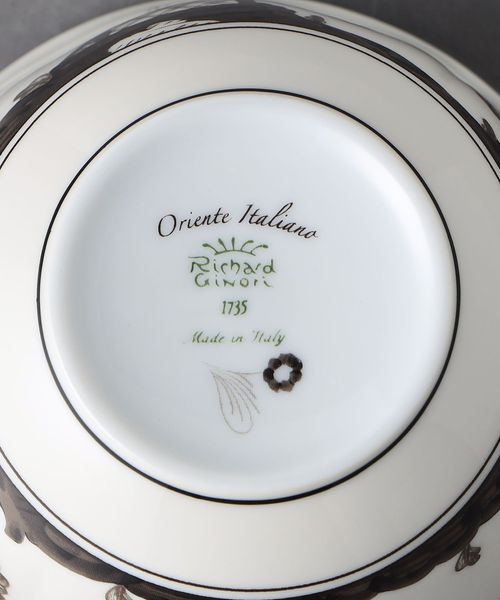 Oriente Italiano
Richard
Ginori
1735
Made in Italy